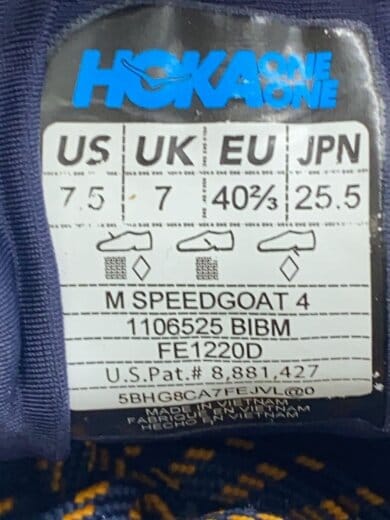 HOKA ONE ONE
US UK EU JPN
7.5 7 40⅔ 25.5
M SPEEDGOAT 4
1106525 BIBM
FE1220D
U.S.Pat.# 8,881,427
5BHG8CA7FEJVL@0
MADE IN VIETNAM
FABRIQUÉ EN VIETNAM
HECHO EN VIETNAM